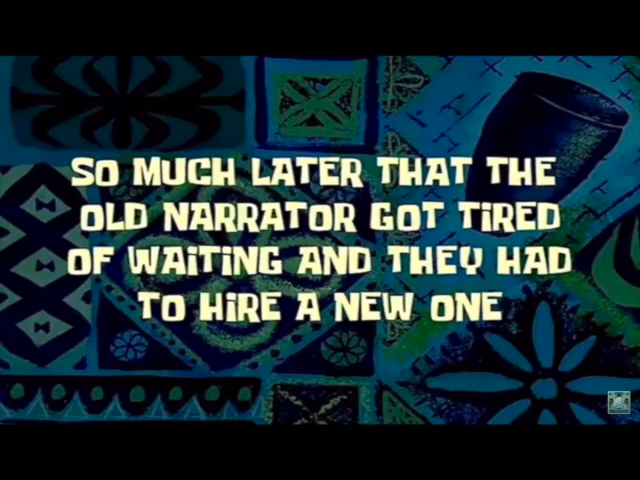 SO MUCH LATER THAT THE
OLD NARRATOR GOT TIRED
OF WAITING AND THEY HAD
TO HIRE A NEW ONE